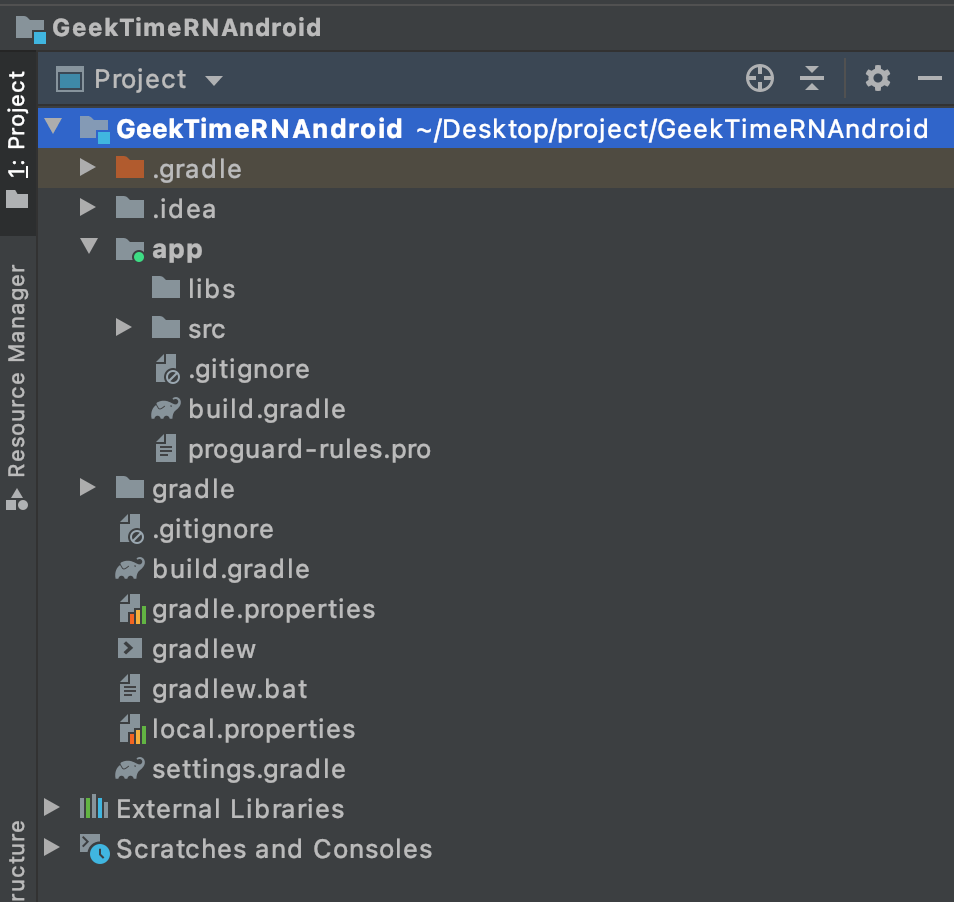 GeekTimeRNAndroid
1: Project
Resource Manager
ructure
Project
GeekTimeRNAndroid ~/Desktop/project/GeekTimeRNAndroid
.gradle
.idea
app
libs
src
.gitignore
build.gradle
proguard-rules.pro
gradle
.gitignore
build.gradle
gradle.properties
gradlew
gradlew.bat
local.properties
settings.gradle
External Libraries
Scratches and Consoles